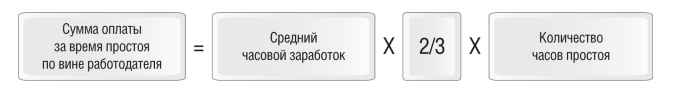 Сумма оплаты
за время простоя
по вине работодателя
=
Средний
часовой заработок
X
2/3
X
Количество
часов простоя